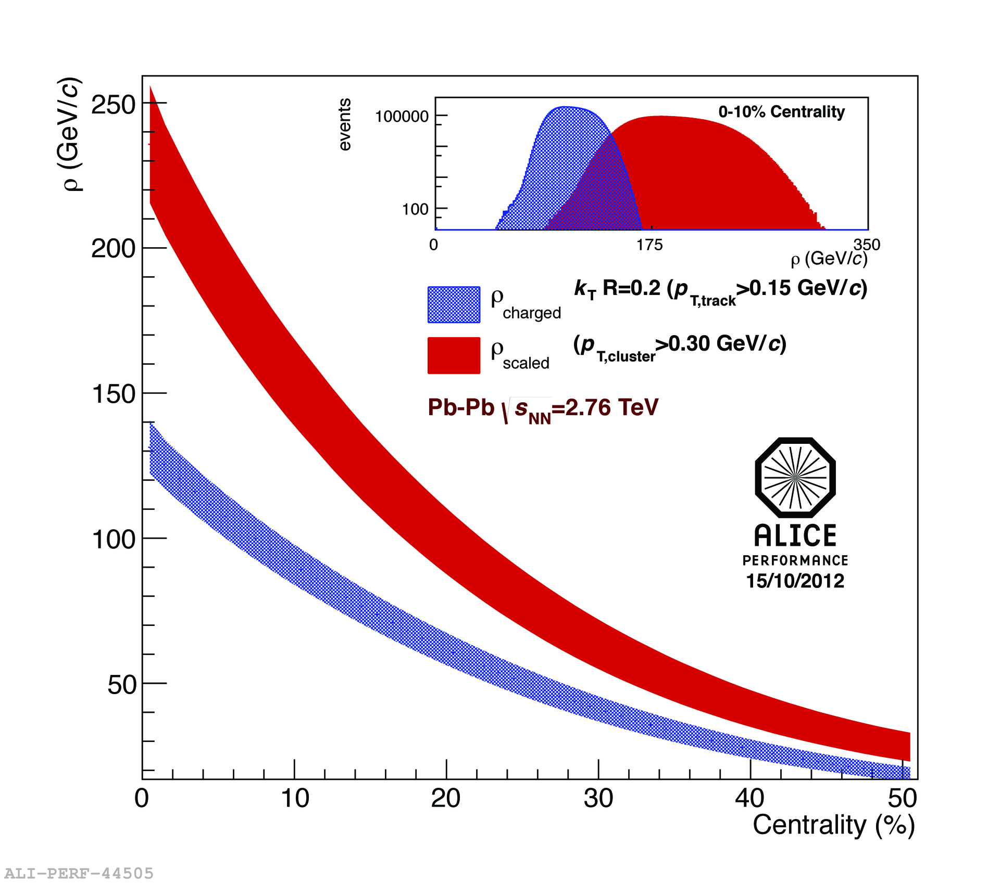 ρ (GeV/c)
250
200
150
100
50
0
10
20
30
40
50
Centrality (%)
events
100000
100
0-10% Centrality
0
175
350
ρ (GeV/c)
ρ charged kT R=0.2 (pT,track>0.15 GeV/c)
ρ scaled (pT,cluster>0.30 GeV/c)
Pb-Pb √sNN=2.76 TeV
ALICE
PERFORMANCE
15/10/2012
ALI-PERF-44505